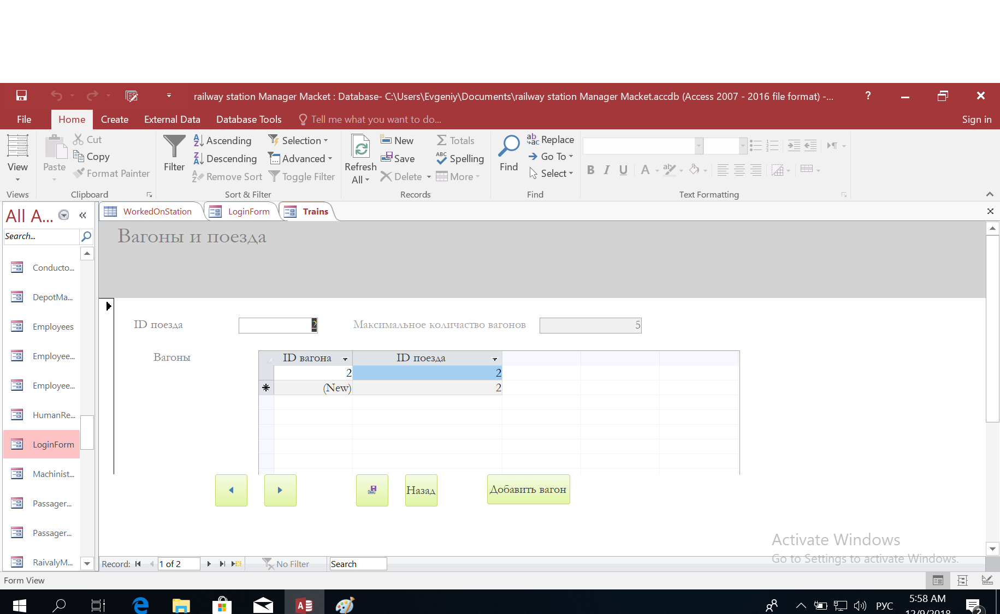 railway station Manager Macket : Database- C:\Users\Evgeniy\Documents\railway station Manager Macket.accdb (Access 2007 - 2016 file format) -...
?
File Home Create External Data Database Tools Tell me what you want to do... Sign in
View
Views
Paste
Cut
Copy
Format Painter
Clipboard
Filter
Ascending
Descending
Remove Sort
Selection
Advanced
Toggle Filter
Sort & Filter
Refresh
All
New
Save
Delete
Totals
Spelling
More
Records
Find
Replace
Go To
Select
Find
B I U A
Text Formatting
All A...
Search...
Conducto...
DepotMa...
Employees
Employee...
Employee...
HumanRe...
LoginForm
Machinist...
Passager...
Passager...
RaivalyM...
WorkedOnStation LoginForm Trains
Вагоны и поезда
ID поезда 2 Максимальное количаство вагонов 5
Вагоны
ID вагона ID поезда
2 2
(New) 2
Назад Добавить вагон
Activate Windows
Go to Settings to activate Windows.
Record: 1 of 2 No Filter Search
Form View
РУС
5:58 AM
12/9/2018
2